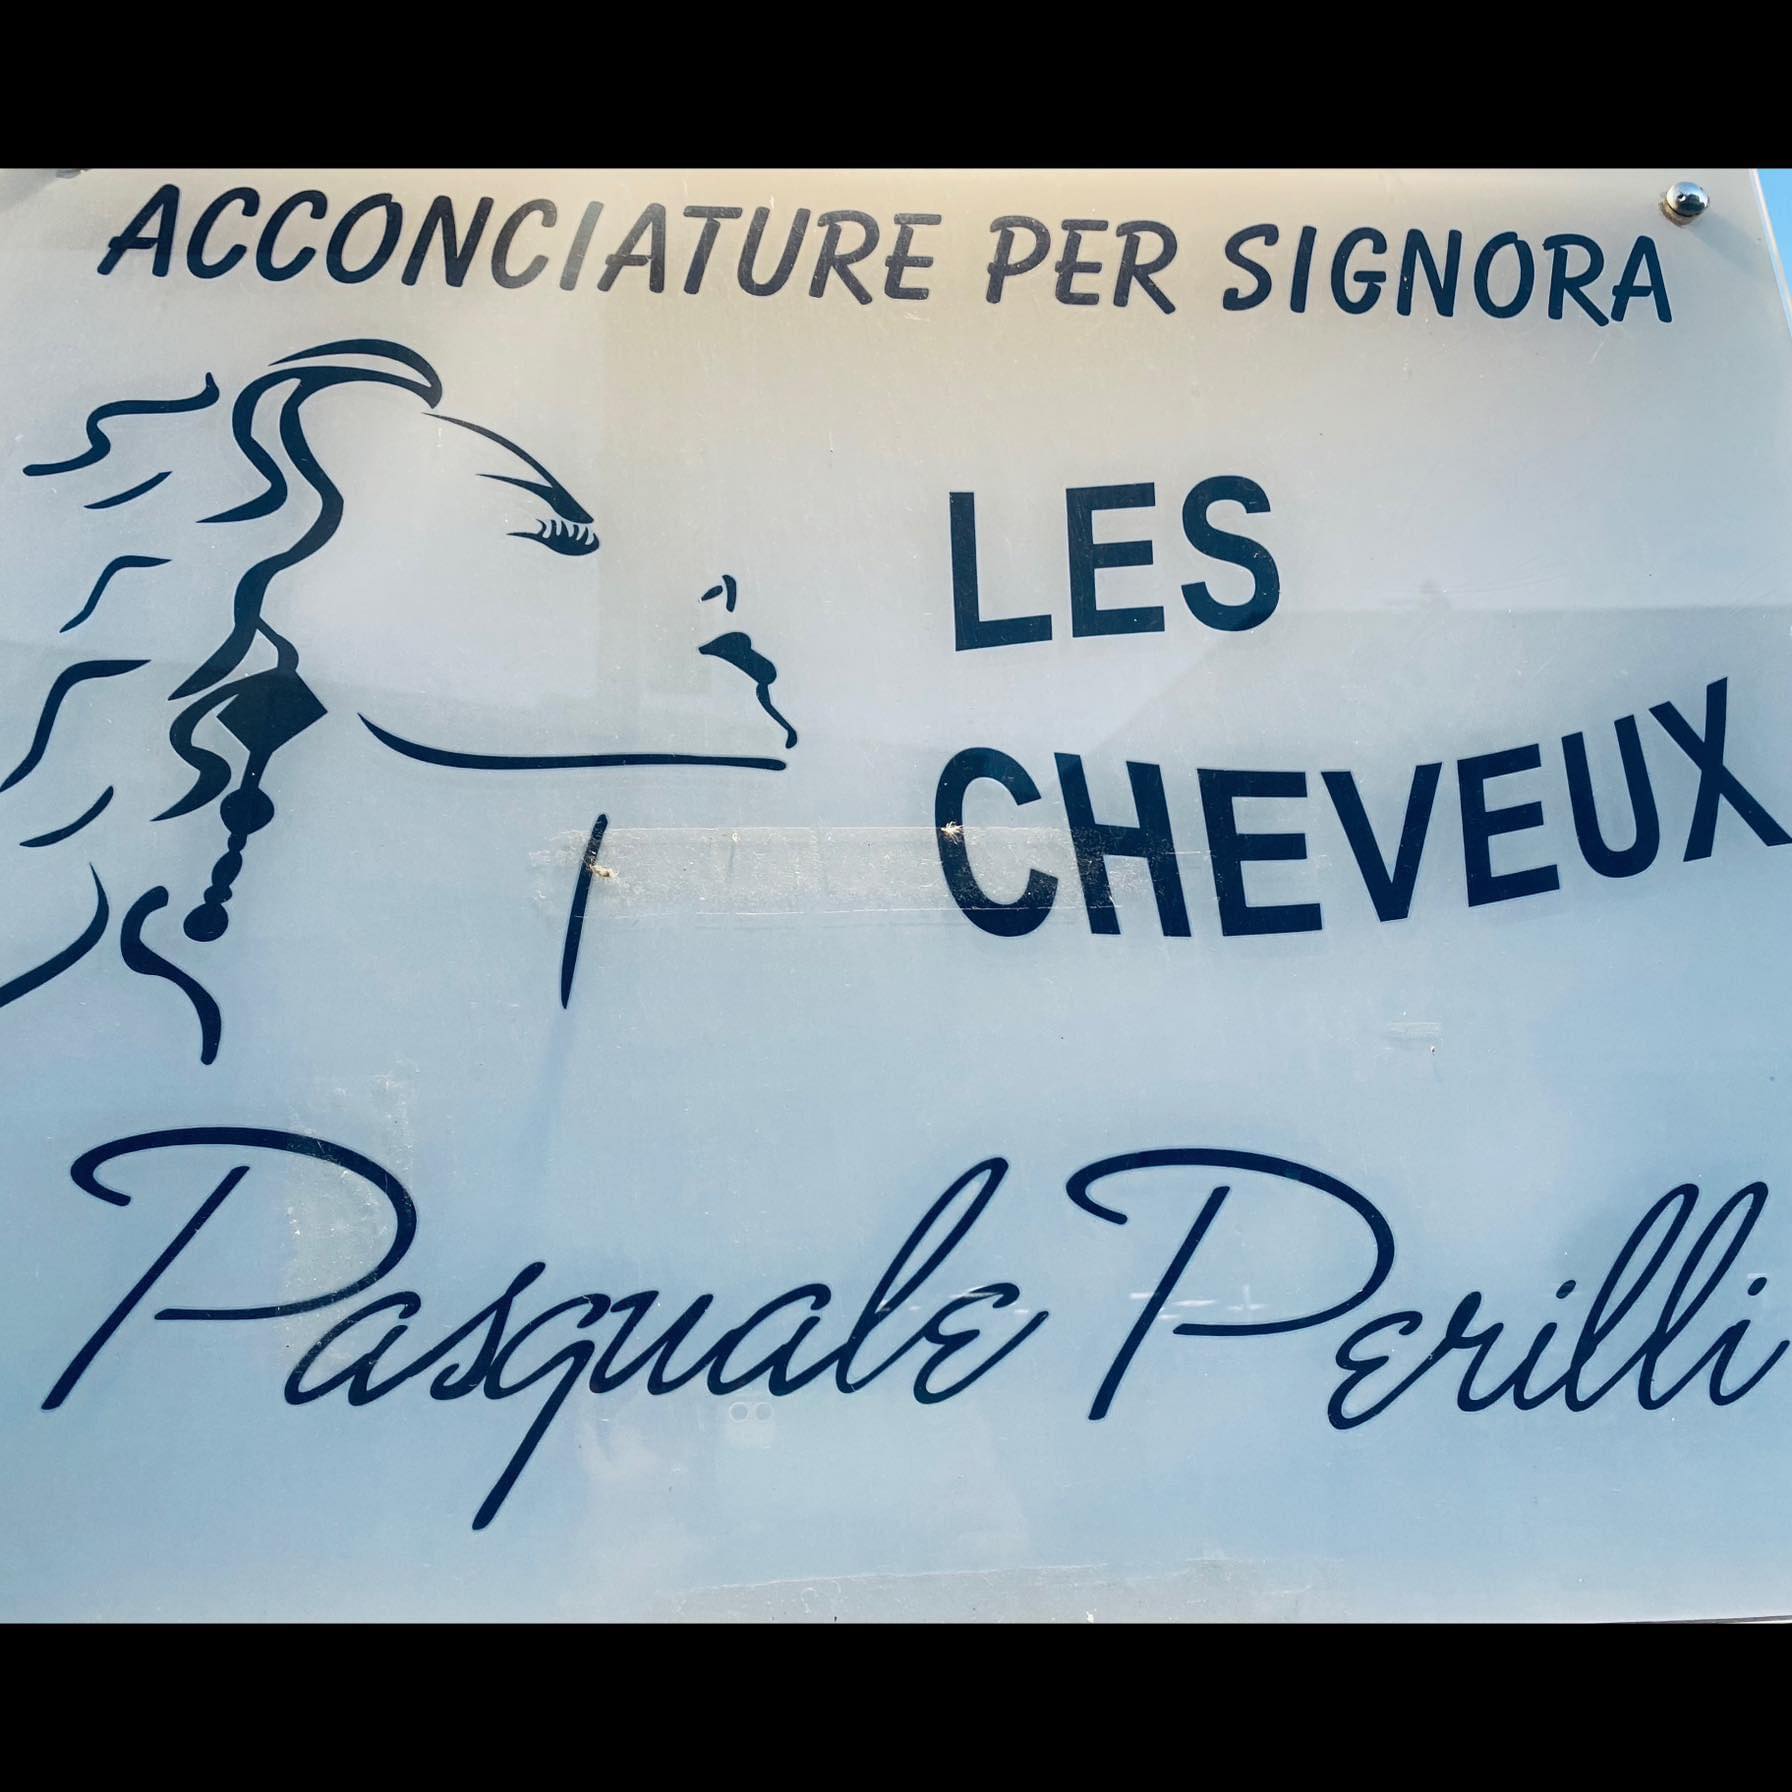 ACCONCIATURE PER SIGNORA
LES
CHEVEUX
Pasquale Perilli